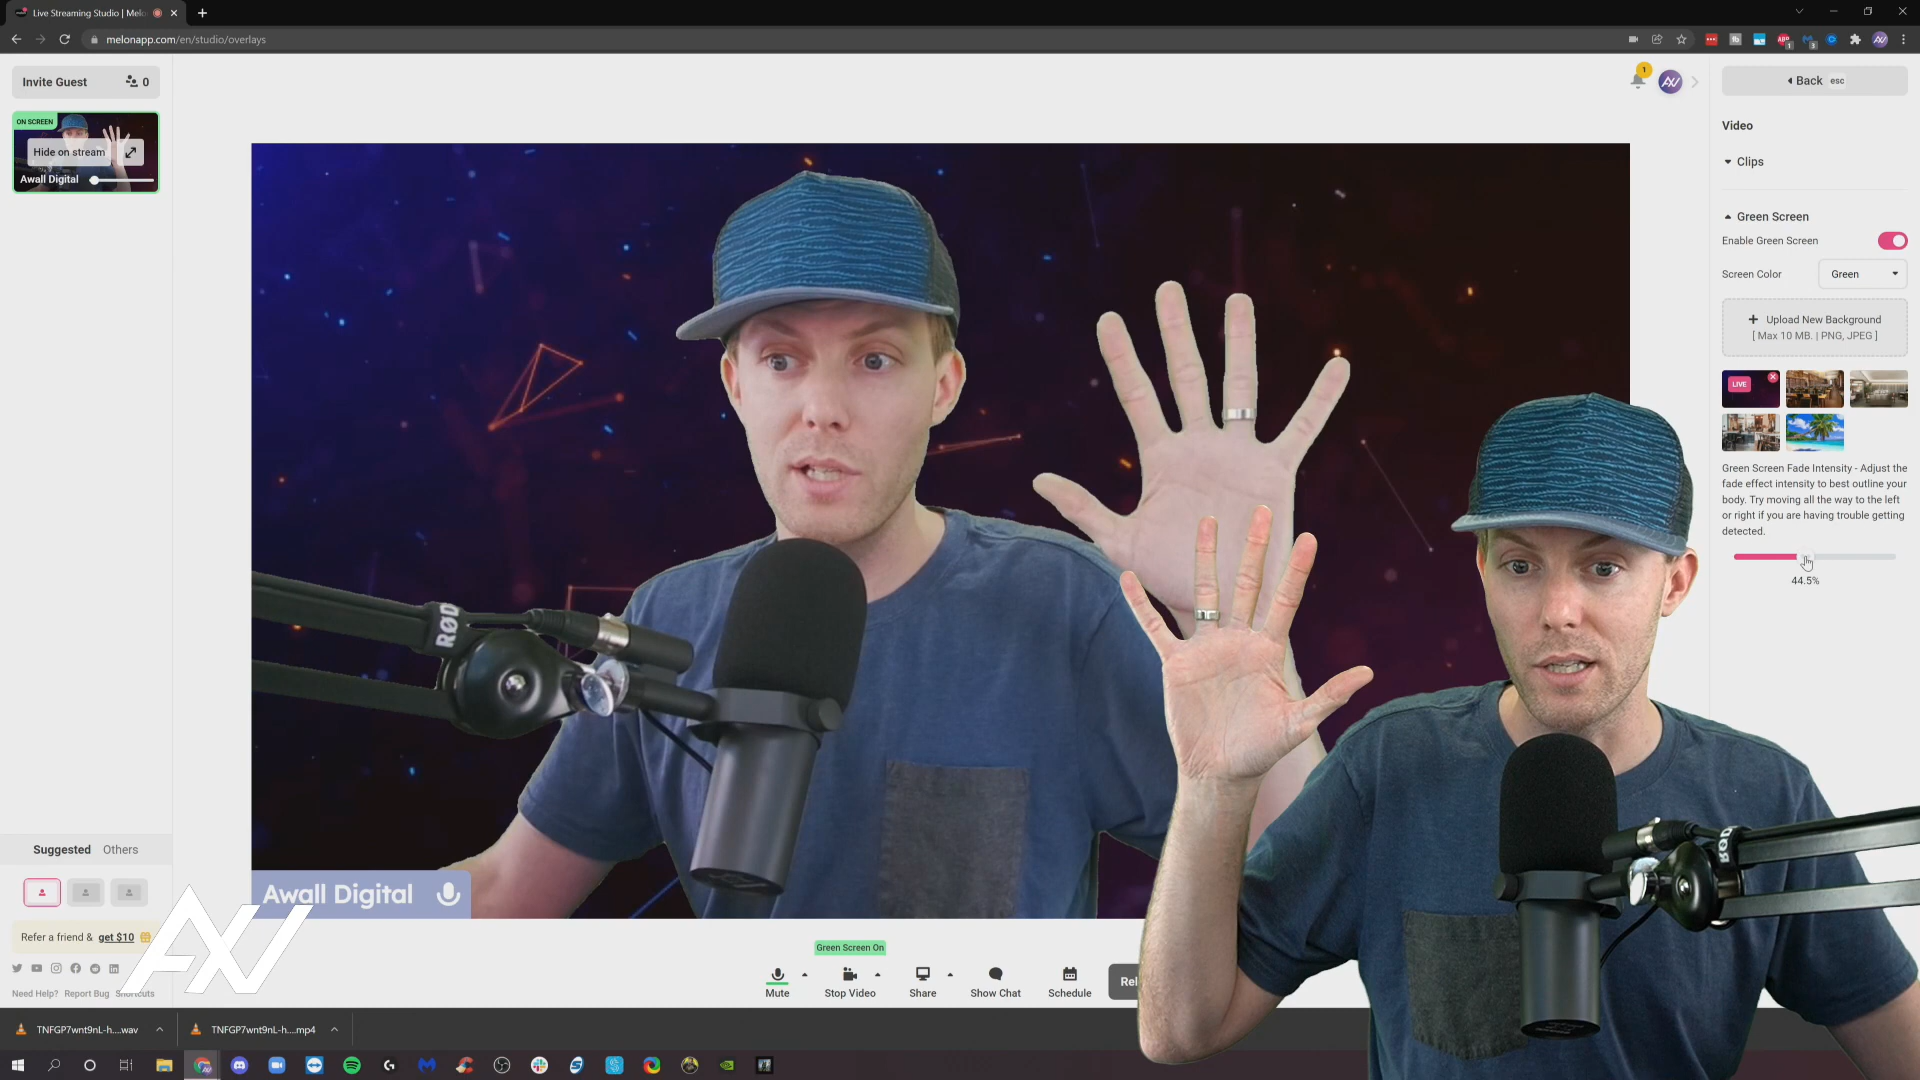 Live Streaming Studio | Mel
melonapp.com/en/studio/overlays
Invite Guest
0
1
Back esc
ON SCREEN
Hide on stream
Awall Digital
Video
Clips
Green Screen
Enable Green Screen
Screen Color
Green
+ Upload New Background
[ Max 10 MB. | PNG, JPEG ]
LIVE
Green Screen Fade Intensity - Adjust the
fade effect intensity to best outline your
body. Try moving all the way to the left
or right if you are having trouble getting
detected.
44.5%
RØD
RØD
Awall Digital
Suggested
Others
Refer a friend & get $10
Need Help?
Report Bug
Shortcuts
Green Screen On
Mute
Stop Video
Share
Show Chat
Schedule
Rel
TNFGP7wnt9nL-h....wav
TNFGP7wnt9nL-h....mp4